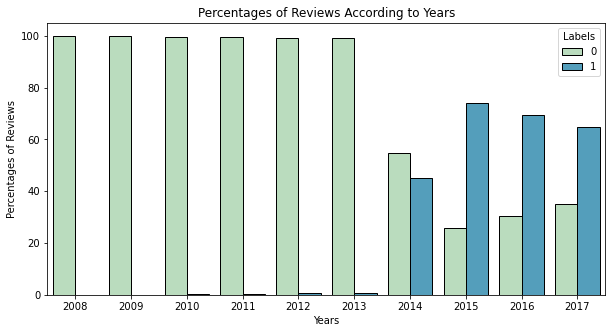 Percentages of Reviews According to Years
Labels
0
1
Percentages of Reviews
100
80
60
40
20
0
2008 2009 2010 2011 2012 2013 2014 2015 2016 2017
Years